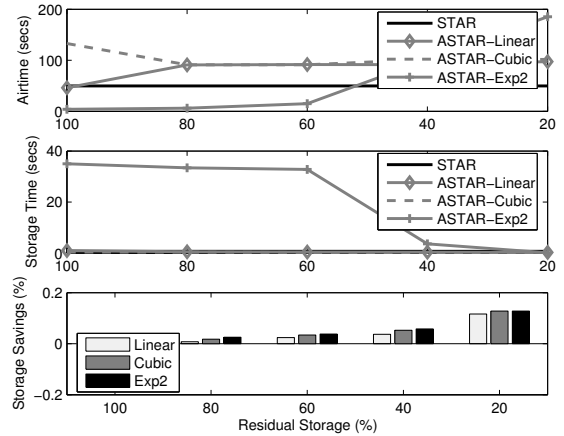 200
100
0
Airtime (secs)
STAR
ASTAR−Linear
ASTAR−Cubic
ASTAR−Exp2
100 80 60 40 20
40
20
0
Storage Time (secs)
STAR
ASTAR−Linear
ASTAR−Cubic
ASTAR−Exp2
100 80 60 40 20
0.2
0
−0.2
Storage Savings (%)
Linear
Cubic
Exp2
100 80 60 40 20
Residual Storage (%)